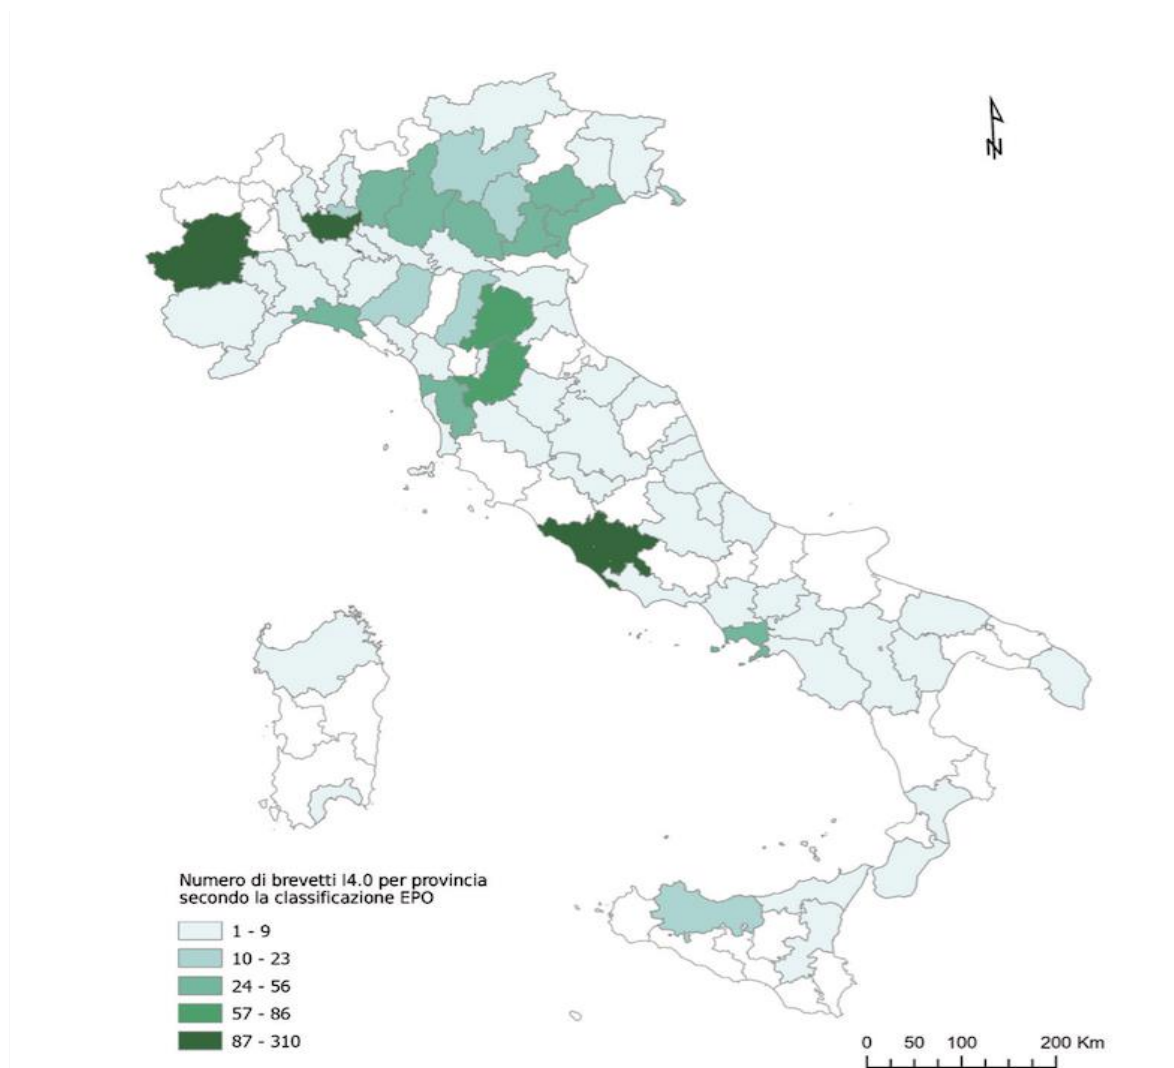 N
Numero di brevetti I4.0 per provincia
secondo la classificazione EPO
1 - 9
10 - 23
24 - 56
57 - 86
87 - 310
0 50 100 200 Km